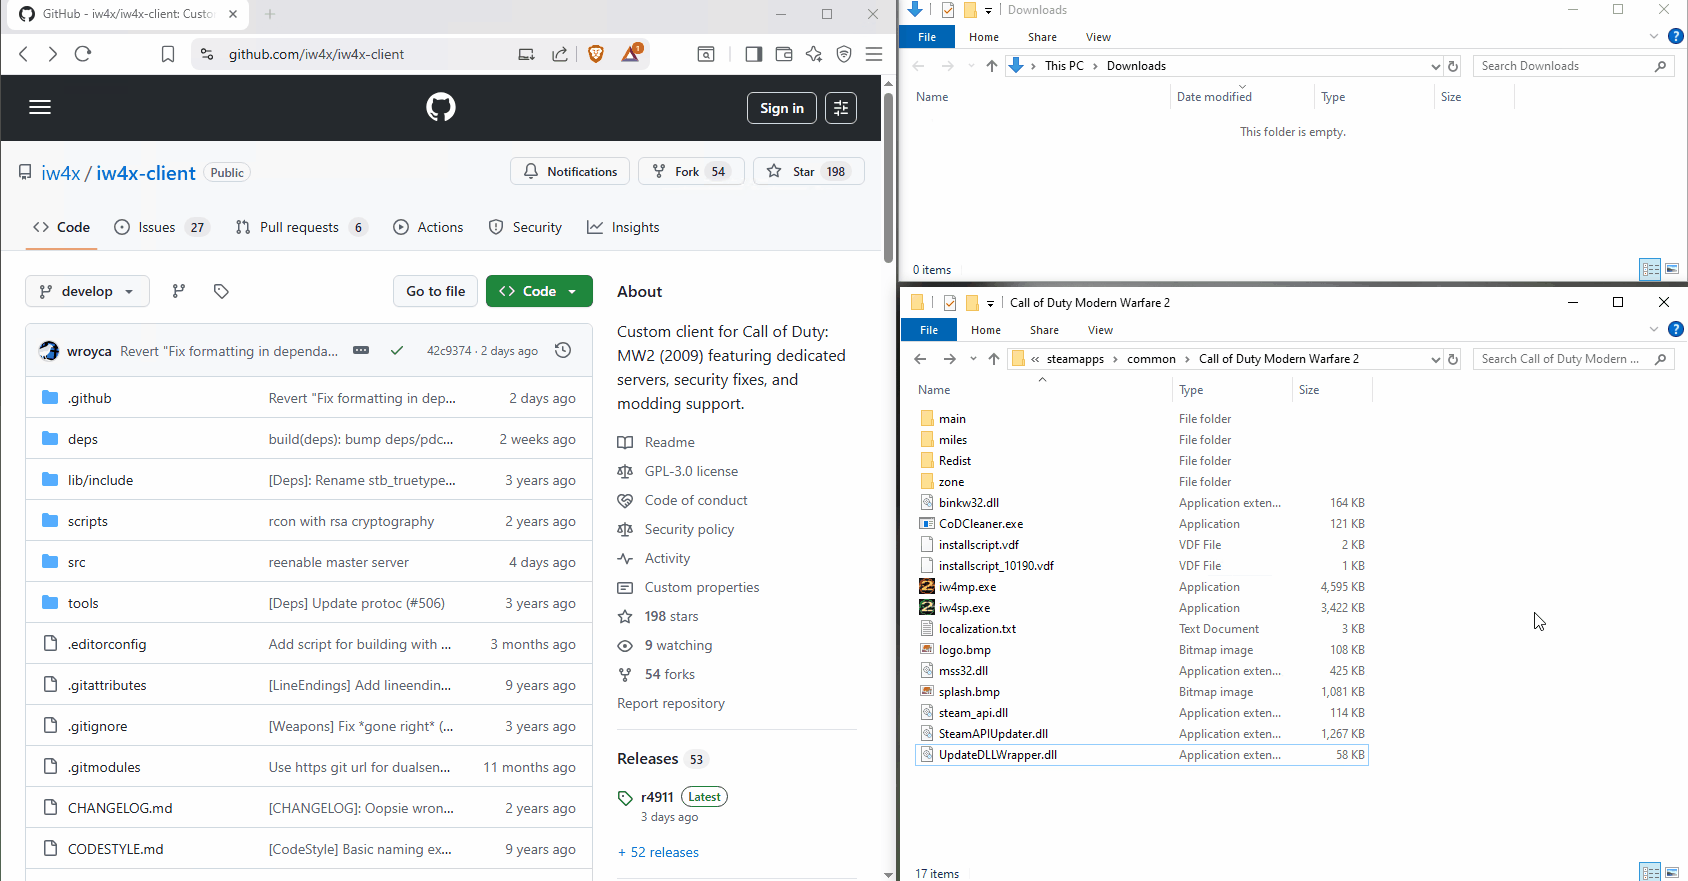 GitHub - iw4x/iw4x-client: Custo
github.com/iw4x/iw4x-client
1
Sign in
iw4x / iw4x-client Public
Notifications
Fork 54
Star 198
Code
Issues 27
Pull requests 6
Actions
Security
Insights
develop
Go to file
Code
wroyca Revert "Fix formatting in dependa... 42c9374 · 2 days ago
.github Revert "Fix formatting in dep... 2 days ago
deps build(deps): bump deps/pdc... 2 weeks ago
lib/include [Deps]: Rename stb_truetype... 3 years ago
scripts rcon with rsa cryptography 2 years ago
src reenable master server 4 days ago
tools [Deps] Update protoc (#506) 3 years ago
.editorconfig Add script for building with ... 3 months ago
.gitattributes [LineEndings] Add lineendin... 9 years ago
.gitignore [Weapons] Fix *gone right* (... 3 years ago
.gitmodules Use https git url for dualsen... 11 months ago
CHANGELOG.md [CHANGELOG]: Oopsie wron... 2 years ago
CODESTYLE.md [CodeStyle] Basic naming ex... 9 years ago
About
Custom client for Call of Duty:
MW2 (2009) featuring dedicated
servers, security fixes, and
modding support.
Readme
GPL-3.0 license
Code of conduct
Security policy
Activity
Custom properties
198 stars
9 watching
54 forks
Report repository
Releases 53
r4911 Latest
3 days ago
+ 52 releases
Downloads
File Home Share View
This PC > Downloads
Search Downloads
Name Date modified Type Size
This folder is empty.
0 items
Call of Duty Modern Warfare 2
File Home Share View
« steamapps > common > Call of Duty Modern Warfare 2
Search Call of Duty Modern ...
Name Type Size
main File folder
miles File folder
Redist File folder
zone File folder
binkw32.dll Application exten... 164 KB
CoDCleaner.exe Application 121 KB
installscript.vdf VDF File 2 KB
installscript_10190.vdf VDF File 1 KB
iw4mp.exe Application 4,595 KB
iw4sp.exe Application 3,422 KB
localization.txt Text Document 3 KB
logo.bmp Bitmap image 108 KB
mss32.dll Application exten... 425 KB
splash.bmp Bitmap image 1,081 KB
steam_api.dll Application exten... 114 KB
SteamAPIUpdater.dll Application exten... 1,267 KB
UpdateDLLWrapper.dll Application exten... 58 KB
17 items